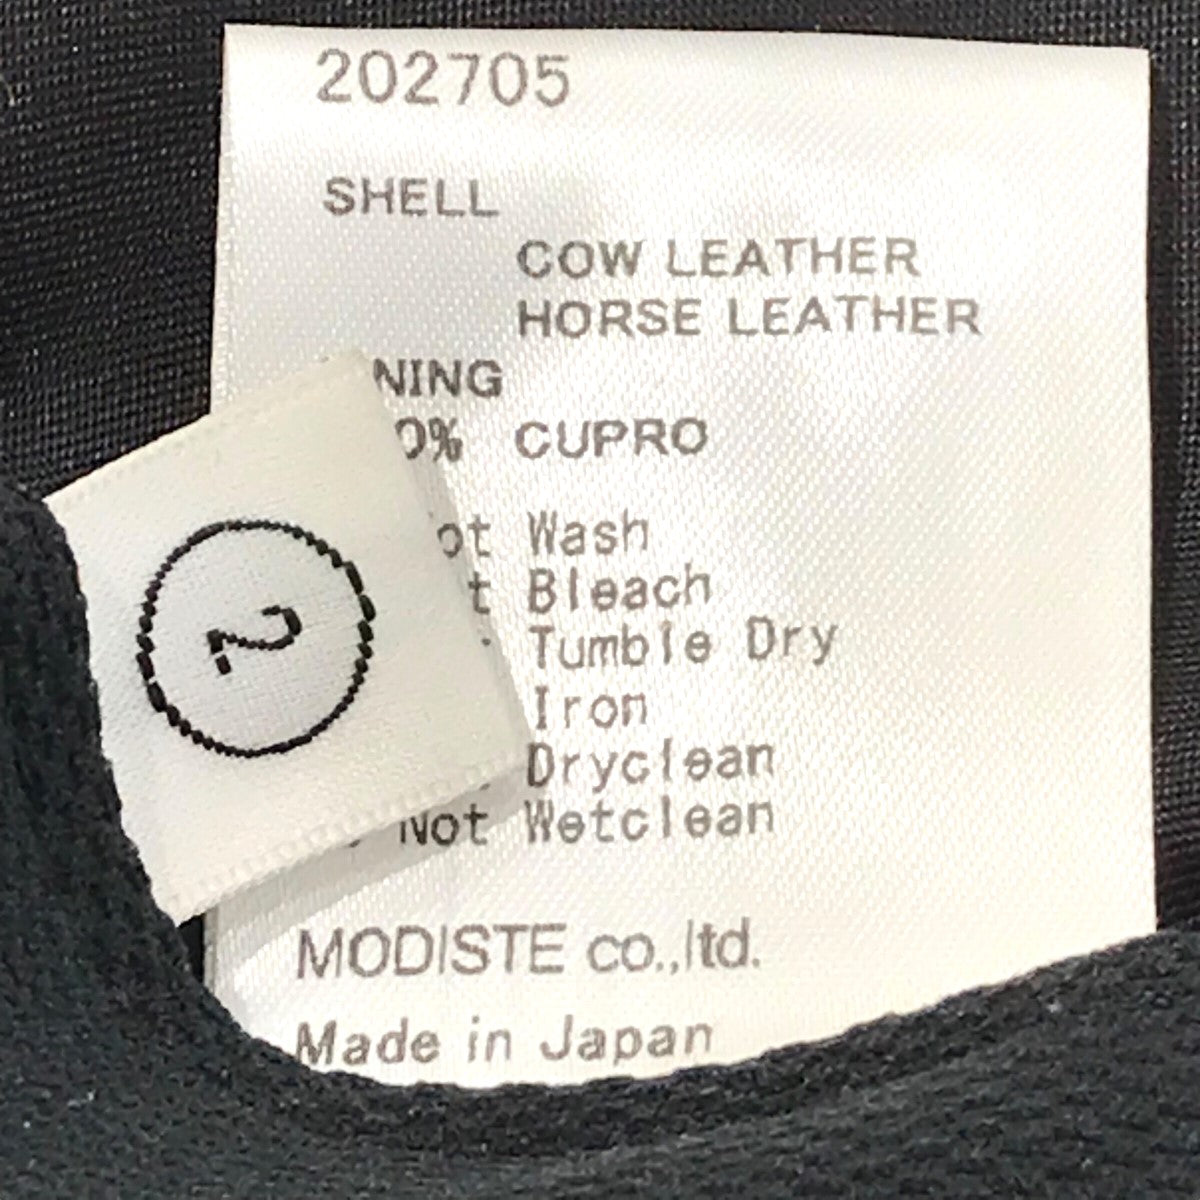 202705
SHELL
COW LEATHER
HORSE LEATHER
NING
0% CUPRO
ot Wash
t Bleach
Tumble Dry
Iron
Dryclean
Not Wetclean
2
MODISTE co.,ltd.
Made in Japan